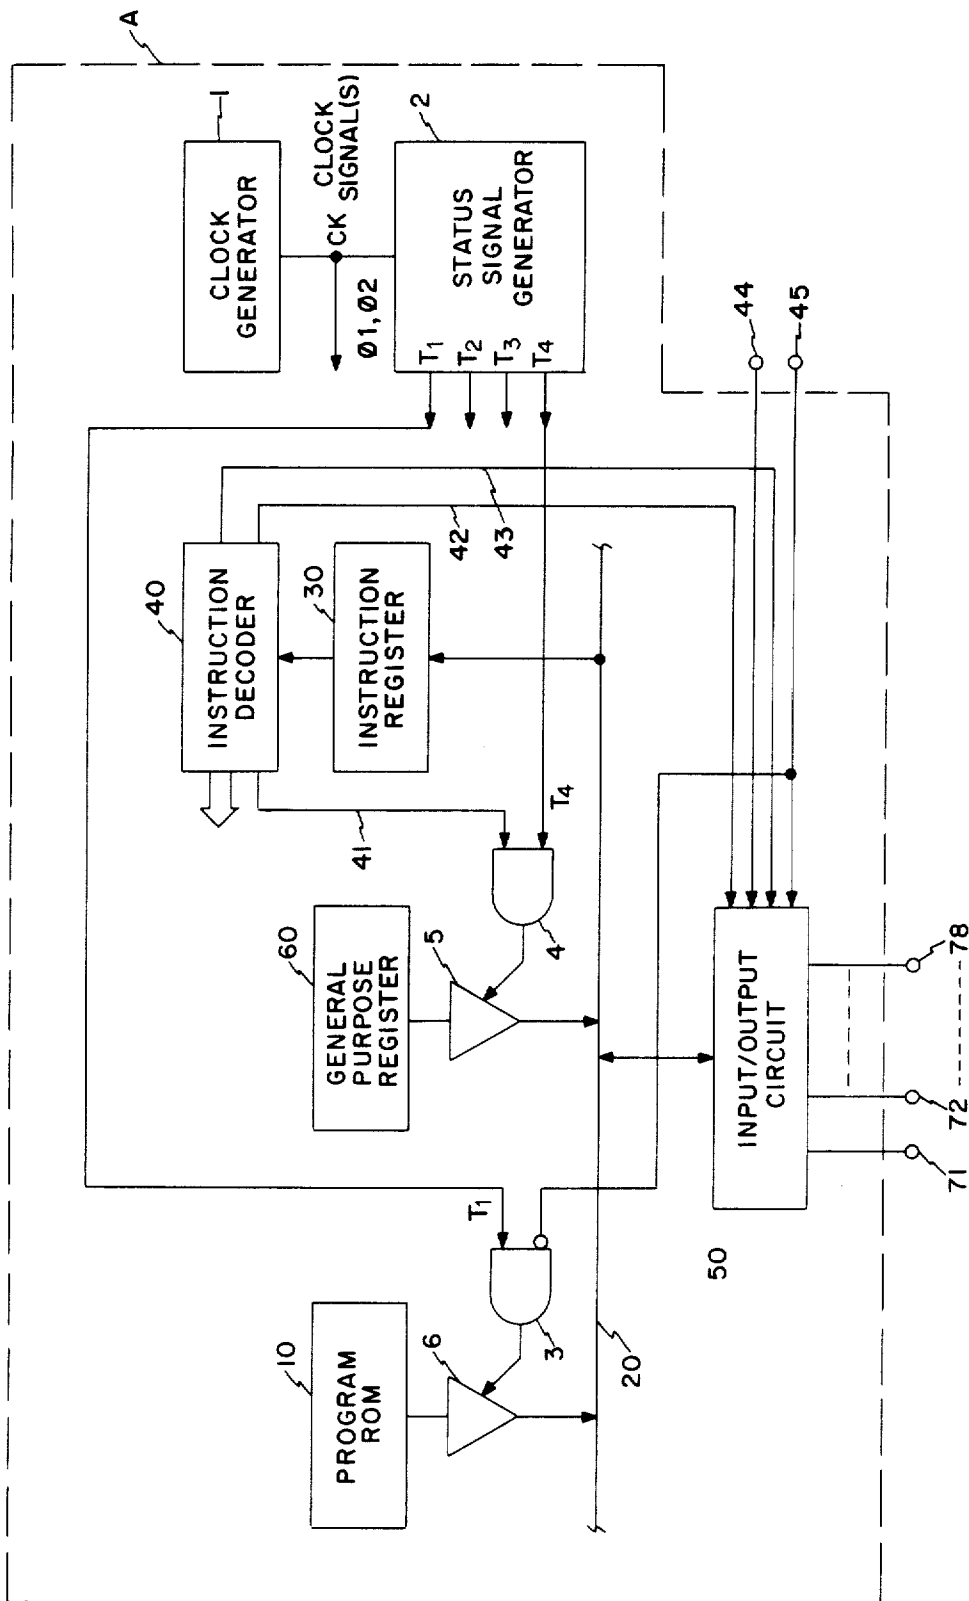 A
1
CLOCK
GENERATOR
CK
CLOCK
SIGNAL(S)
Ø1, Ø2
2
STATUS
SIGNAL
GENERATOR
T1
T2
T3
T4
40
INSTRUCTION
DECODER
30
INSTRUCTION
REGISTER
41
42
43
44
45
T4
4
60
GENERAL
PURPOSE
REGISTER
5
10
PROGRAM
ROM
6
T1
3
20
50
INPUT/OUTPUT
CIRCUIT
71
72
78